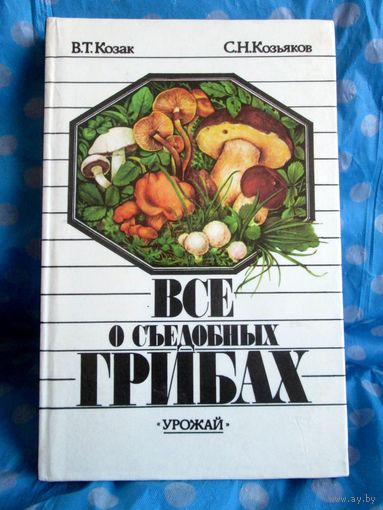 В.Т. Козак С.Н. Козьяков
ВСЕ
О СЪЕДОБНЫХ
ГРИБАХ
«УРОЖАЙ»
www.ay.by